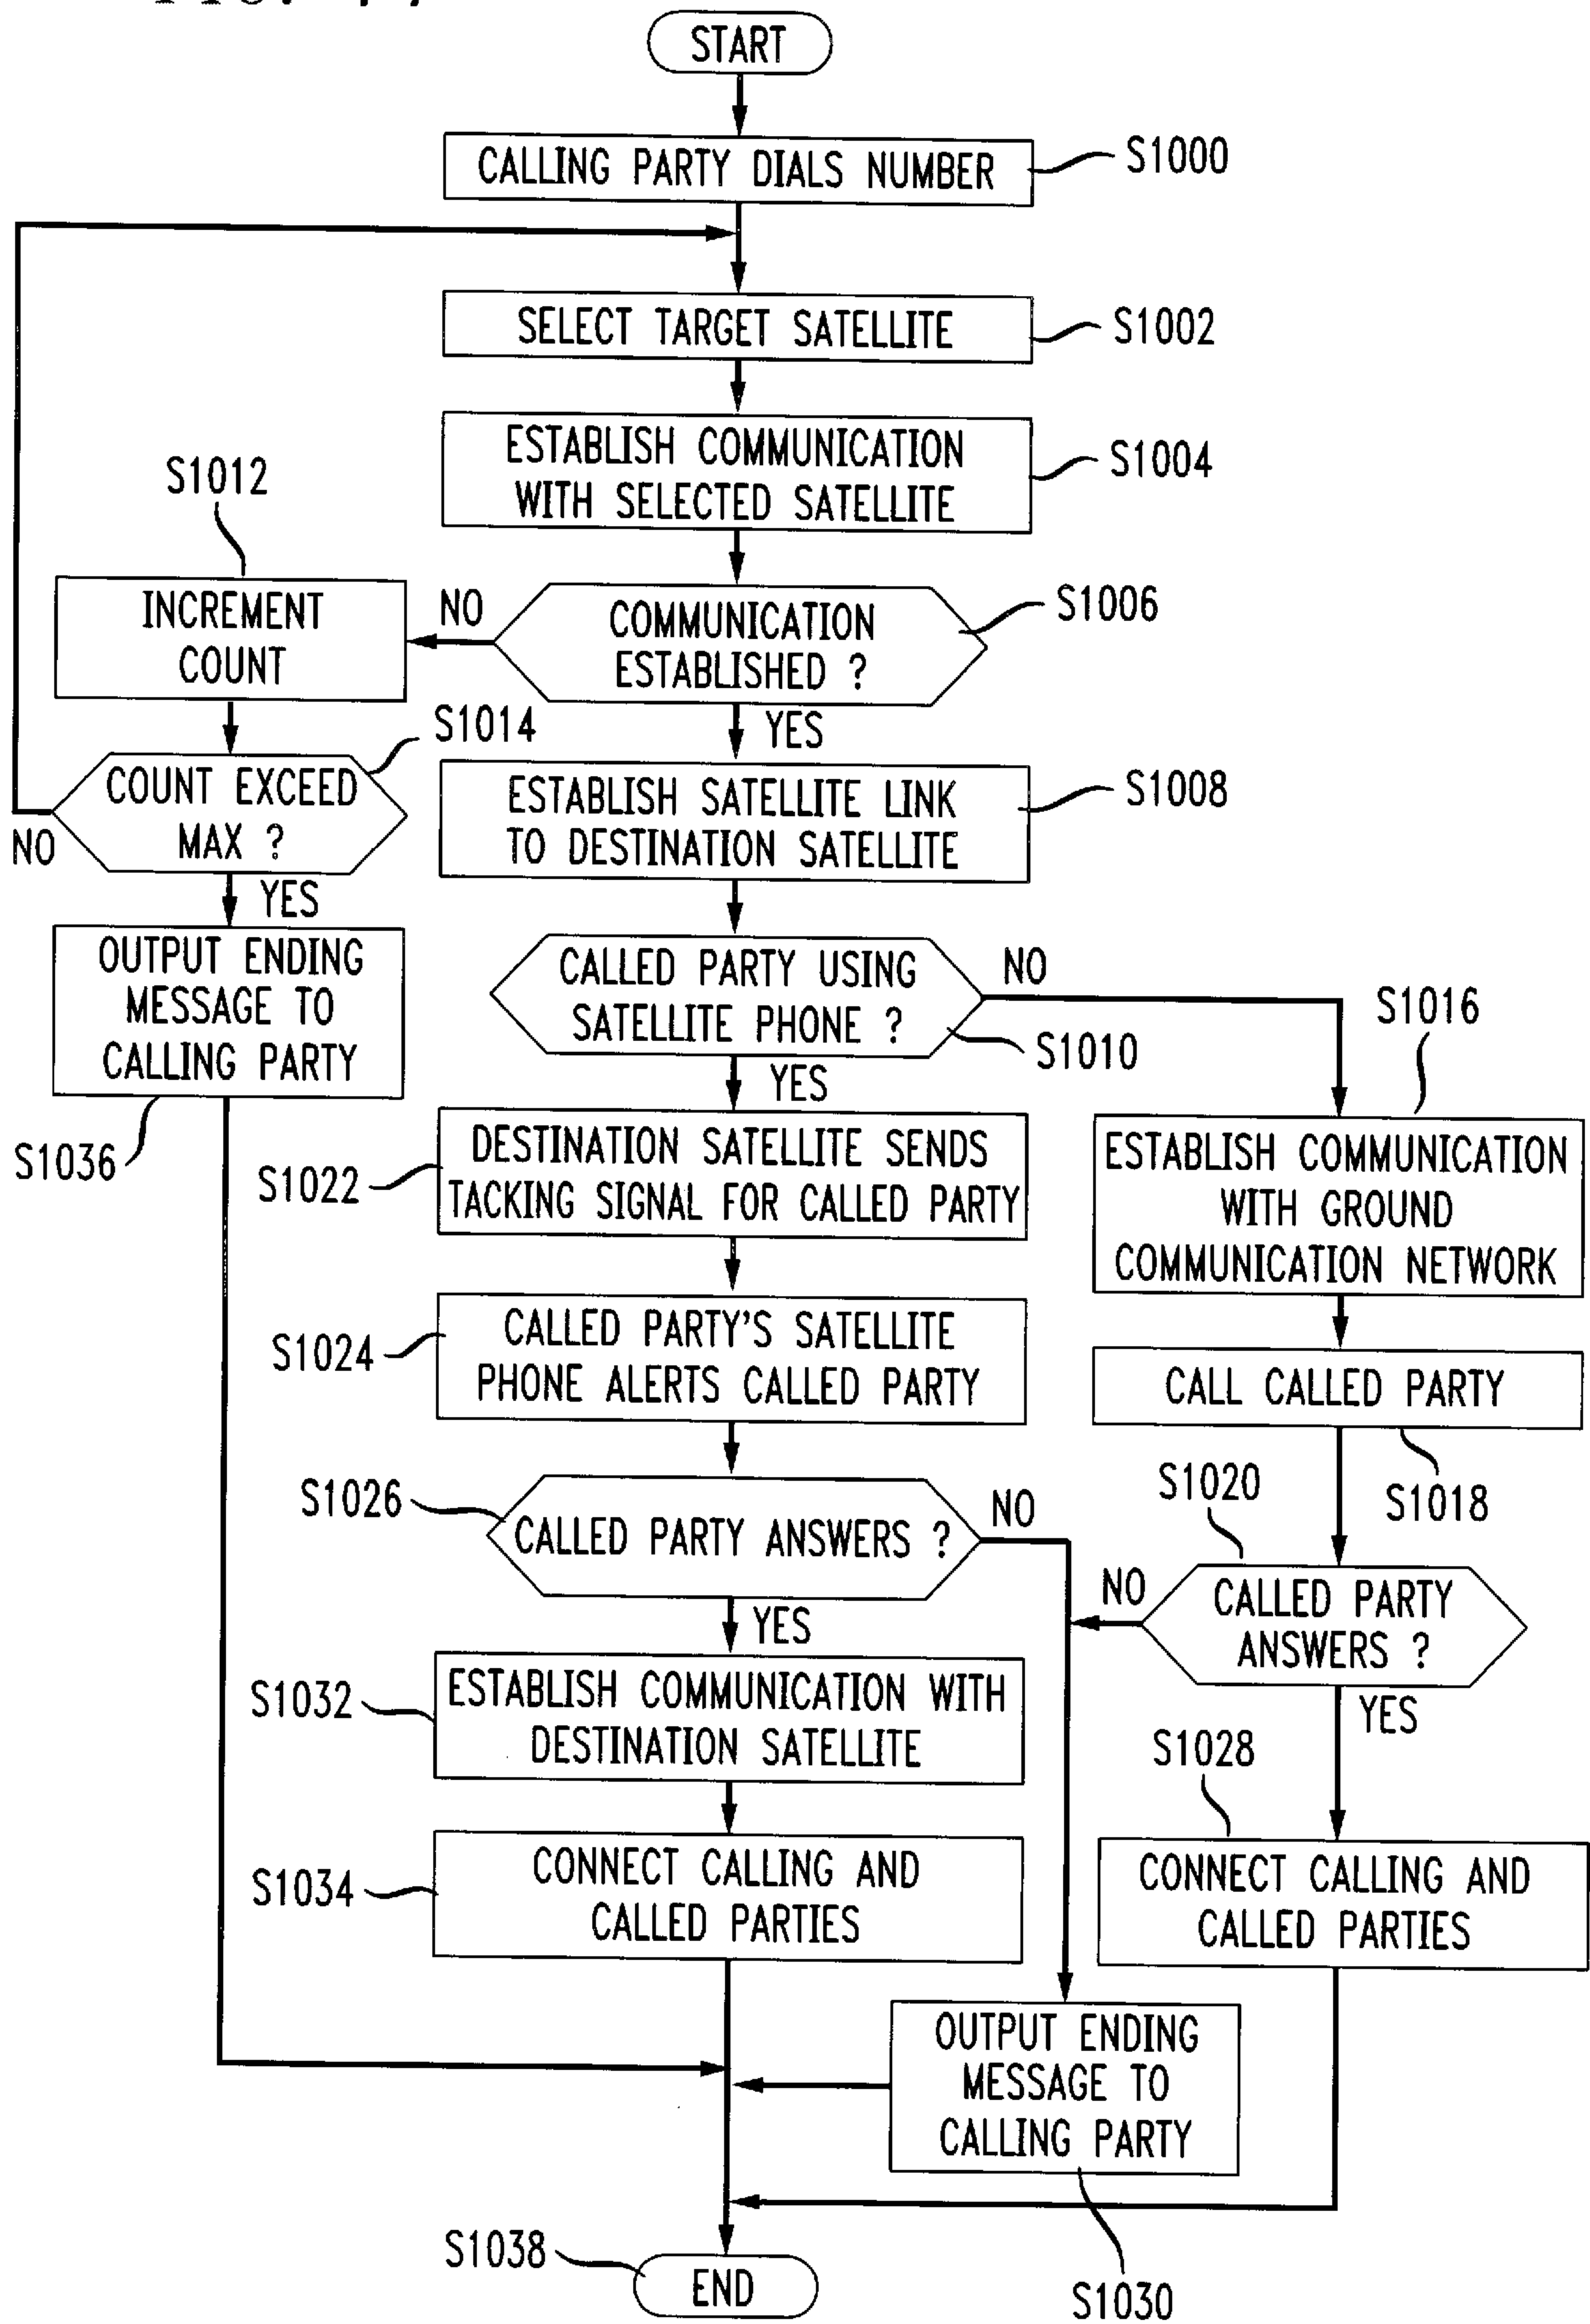 START
CALLING PARTY DIALS NUMBER
S1000
SELECT TARGET SATELLITE
S1002
ESTABLISH COMMUNICATION
WITH SELECTED SATELLITE
S1004
S1012
INCREMENT
COUNT
NO
COMMUNICATION
ESTABLISHED ?
S1006
YES
S1014
COUNT EXCEED
MAX ?
NO
YES
ESTABLISH SATELLITE LINK
TO DESTINATION SATELLITE
S1008
OUTPUT ENDING
MESSAGE TO
CALLING PARTY
S1036
CALLED PARTY USING
SATELLITE PHONE ?
NO
S1010
YES
S1016
DESTINATION SATELLITE SENDS
TACKING SIGNAL FOR CALLED PARTY
S1022
ESTABLISH COMMUNICATION
WITH GROUND
COMMUNICATION NETWORK
S1024
CALLED PARTY'S SATELLITE
PHONE ALERTS CALLED PARTY
CALL CALLED PARTY
S1018
S1026
CALLED PARTY ANSWERS ?
NO
YES
S1020
NO
CALLED PARTY
ANSWERS ?
YES
S1032
ESTABLISH COMMUNICATION WITH
DESTINATION SATELLITE
S1028
S1034
CONNECT CALLING AND
CALLED PARTIES
CONNECT CALLING AND
CALLED PARTIES
OUTPUT ENDING
MESSAGE TO
CALLING PARTY
S1030
S1038
END